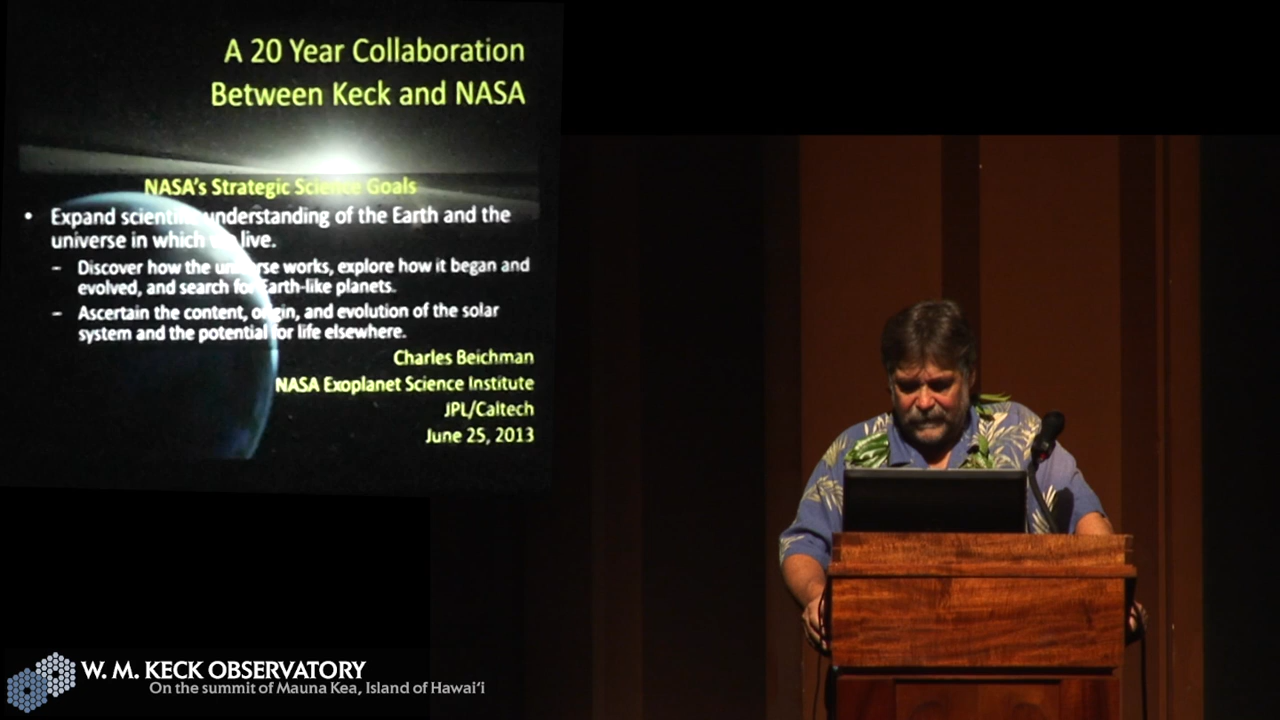 A 20 Year Collaboration
Between Keck and NASA
NASA's Strategic Science Goals
• Expand scientific understanding of the Earth and the
universe in which we live.
– Discover how the universe works, explore how it began and
evolved, and search for Earth-like planets.
– Ascertain the content, origin, and evolution of the solar
system and the potential for life elsewhere.
Charles Beichman
NASA Exoplanet Science Institute
JPL/Caltech
June 25, 2013
W. M. KECK OBSERVATORY
On the summit of Mauna Kea, Island of Hawai‘i